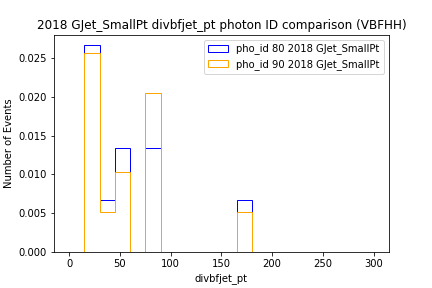 2018 GJet_SmallPt divbfjet_pt photon ID comparison (VBFHH)
pho_id 80 2018 GJet_SmallPt
pho_id 90 2018 GJet_SmallPt
Number of Events
0.025
0.020
0.015
0.010
0.005
0.000
0 50 100 150 200 250 300
divbfjet_pt